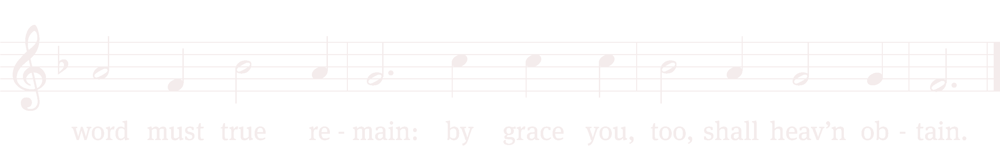 word must true re - main: by grace you, too, shall heav’n ob - tain.